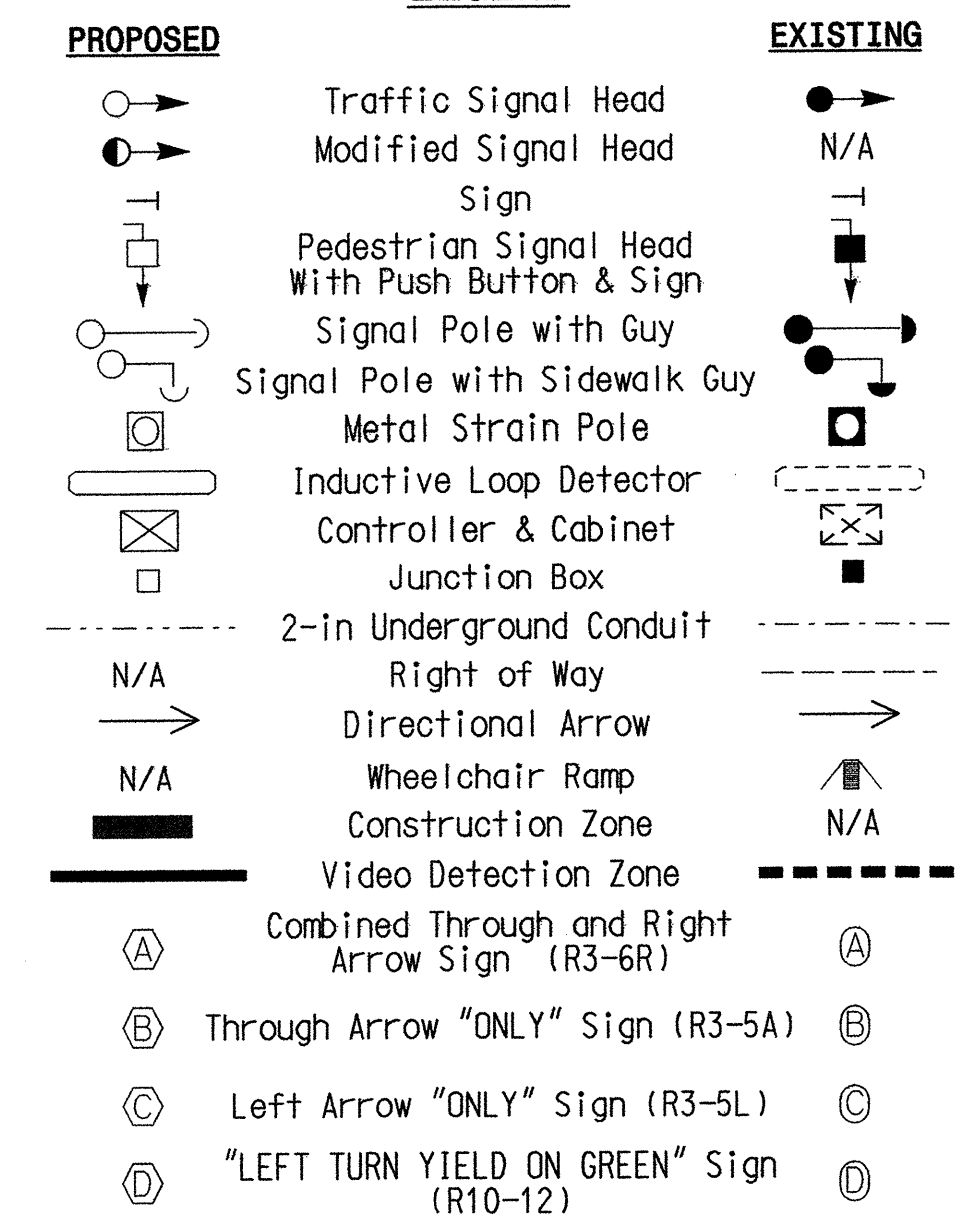 PROPOSED EXISTING
Traffic Signal Head
Modified Signal Head N/A
Sign
Pedestrian Signal Head
With Push Button & Sign
Signal Pole with Guy
Signal Pole with Sidewalk Guy
Metal Strain Pole
Inductive Loop Detector
Controller & Cabinet
Junction Box
2-in Underground Conduit
N/A Right of Way
Directional Arrow
N/A Wheelchair Ramp
Construction Zone N/A
Video Detection Zone
Combined Through and Right
A Arrow Sign (R3-6R) A
B Through Arrow "ONLY" Sign (R3-5A) B
C Left Arrow "ONLY" Sign (R3-5L) C
"LEFT TURN YIELD ON GREEN" Sign
D (R10-12) D